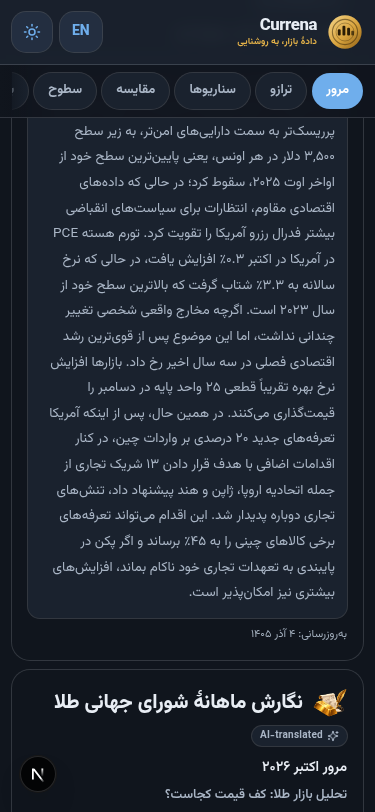 Currena
دادهٔ بازار، به روشنایی
EN
مرور
ترازو
سناریوها
مقایسه
سطوح
پرریسک‌تر به سمت دارایی‌های امن‌تر، به زیر سطح
۳,۵۰۰ دلار در هر اونس، یعنی پایین‌ترین سطح خود از
اواخر اوت ۲۰۲۵، سقوط کرد؛ در حالی که داده‌های
اقتصادی مقاوم، انتظارات برای سیاست‌های انقباضی
بیشتر فدرال رزرو آمریکا را تقویت کرد. تورم هسته PCE
در آمریکا در اکتبر ۰.۳٪ افزایش یافت، در حالی که نرخ
سالانه به ۳.۳٪ شتاب گرفت که بالاترین سطح خود از
سال ۲۰۲۳ است. اگرچه مخارج واقعی شخصی تغییر
چندانی نداشت، اما این موضوع پس از قوی‌ترین رشد
اقتصادی فصلی در سه سال اخیر رخ داد. بازارها افزایش
نرخ بهره تقریباً قطعی ۲۵ واحد پایه در دسامبر را
قیمت‌گذاری می‌کنند. در همین حال، پس از اینکه آمریکا
تعرفه‌های جدید ۲۰ درصدی بر واردات چین، در کنار
اقدامات اضافی با هدف قرار دادن ۱۳ شریک تجاری از
جمله اتحادیه اروپا، ژاپن و هند پیشنهاد داد، تنش‌های
تجاری دوباره پدیدار شد. این اقدام می‌تواند تعرفه‌های
برخی کالاهای چینی را به ۴۵٪ برساند و اگر پکن در
پایبندی به تعهدات تجاری خود ناکام بماند، افزایش‌های
بیشتری نیز امکان‌پذیر است.
به‌روزرسانی: ۴ آذر ۱۴۰۵
نگارش ماهانهٔ شورای جهانی طلا
AI-translated
مرور اکتبر ۲۰۲۶
تحلیل بازار طلا: کف قیمت کجاست؟
N